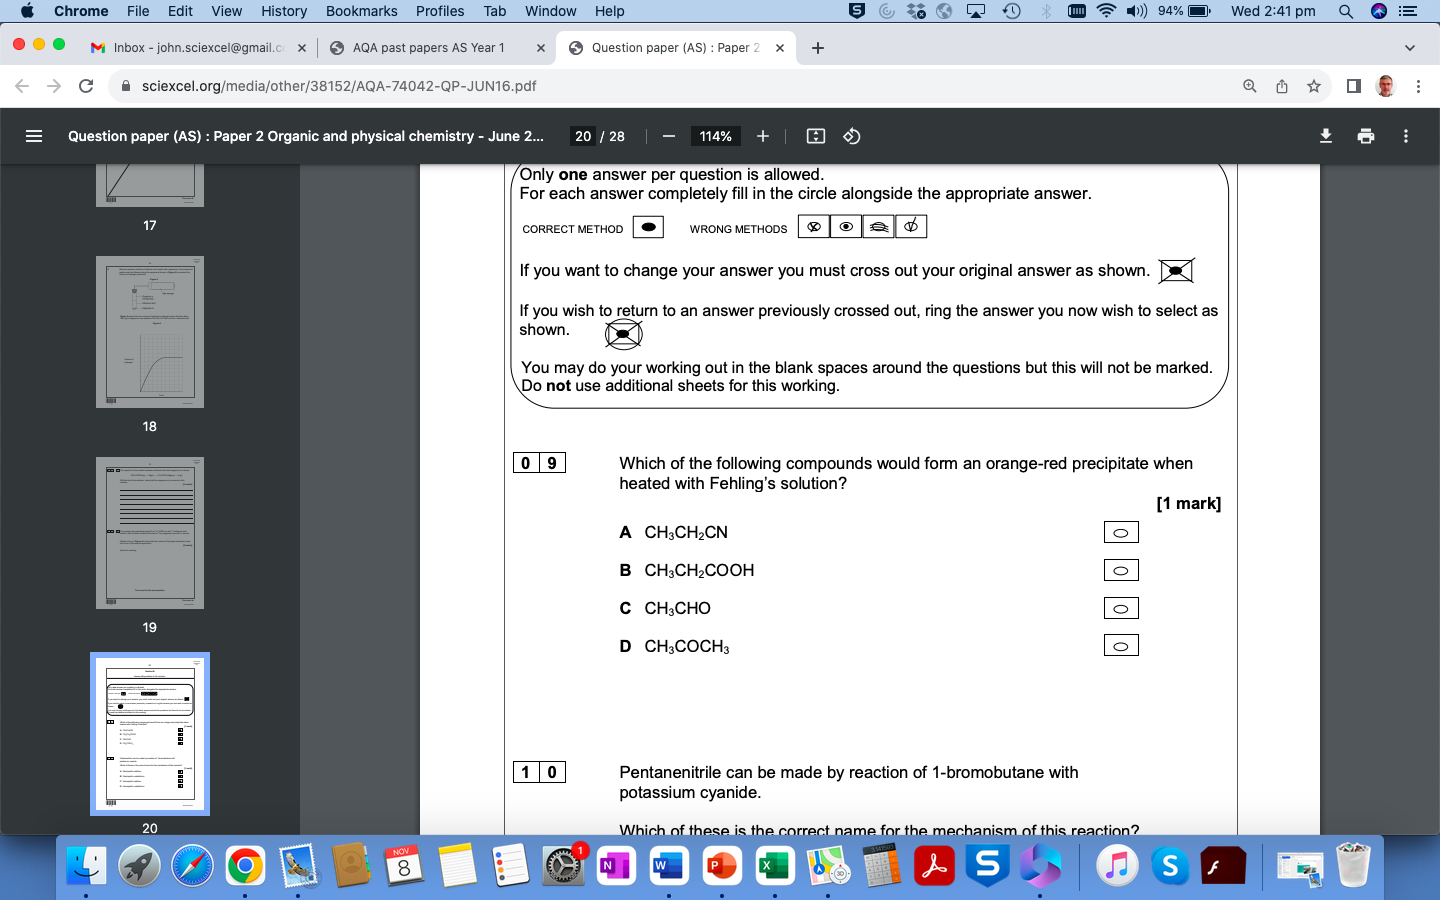 Chrome File Edit View History Bookmarks Profiles Tab Window Help 94% Wed 2:41 pm
Inbox - john.sciexcel@gmail.c
AQA past papers AS Year 1
Question paper (AS) : Paper 2
sciexcel.org/media/other/38152/AQA-74042-QP-JUN16.pdf
Question paper (AS) : Paper 2 Organic and physical chemistry - June 2... 20 / 28 114%
17
18
19
20
Only one answer per question is allowed.
For each answer completely fill in the circle alongside the appropriate answer.
CORRECT METHOD WRONG METHODS
If you want to change your answer you must cross out your original answer as shown.
If you wish to return to an answer previously crossed out, ring the answer you now wish to select as
shown.
You may do your working out in the blank spaces around the questions but this will not be marked.
Do not use additional sheets for this working.
0 9 Which of the following compounds would form an orange-red precipitate when
heated with Fehling's solution?
[1 mark]
A CH₃CH₂CN
B CH₃CH₂COOH
C CH₃CHO
D CH₃COCH₃
1 0 Pentanenitrile can be made by reaction of 1-bromobutane with
potassium cyanide.
Which of these is the correct name for the mechanism of this reaction?
NOV
8
1
N
W
P
X
3D
S
S
f